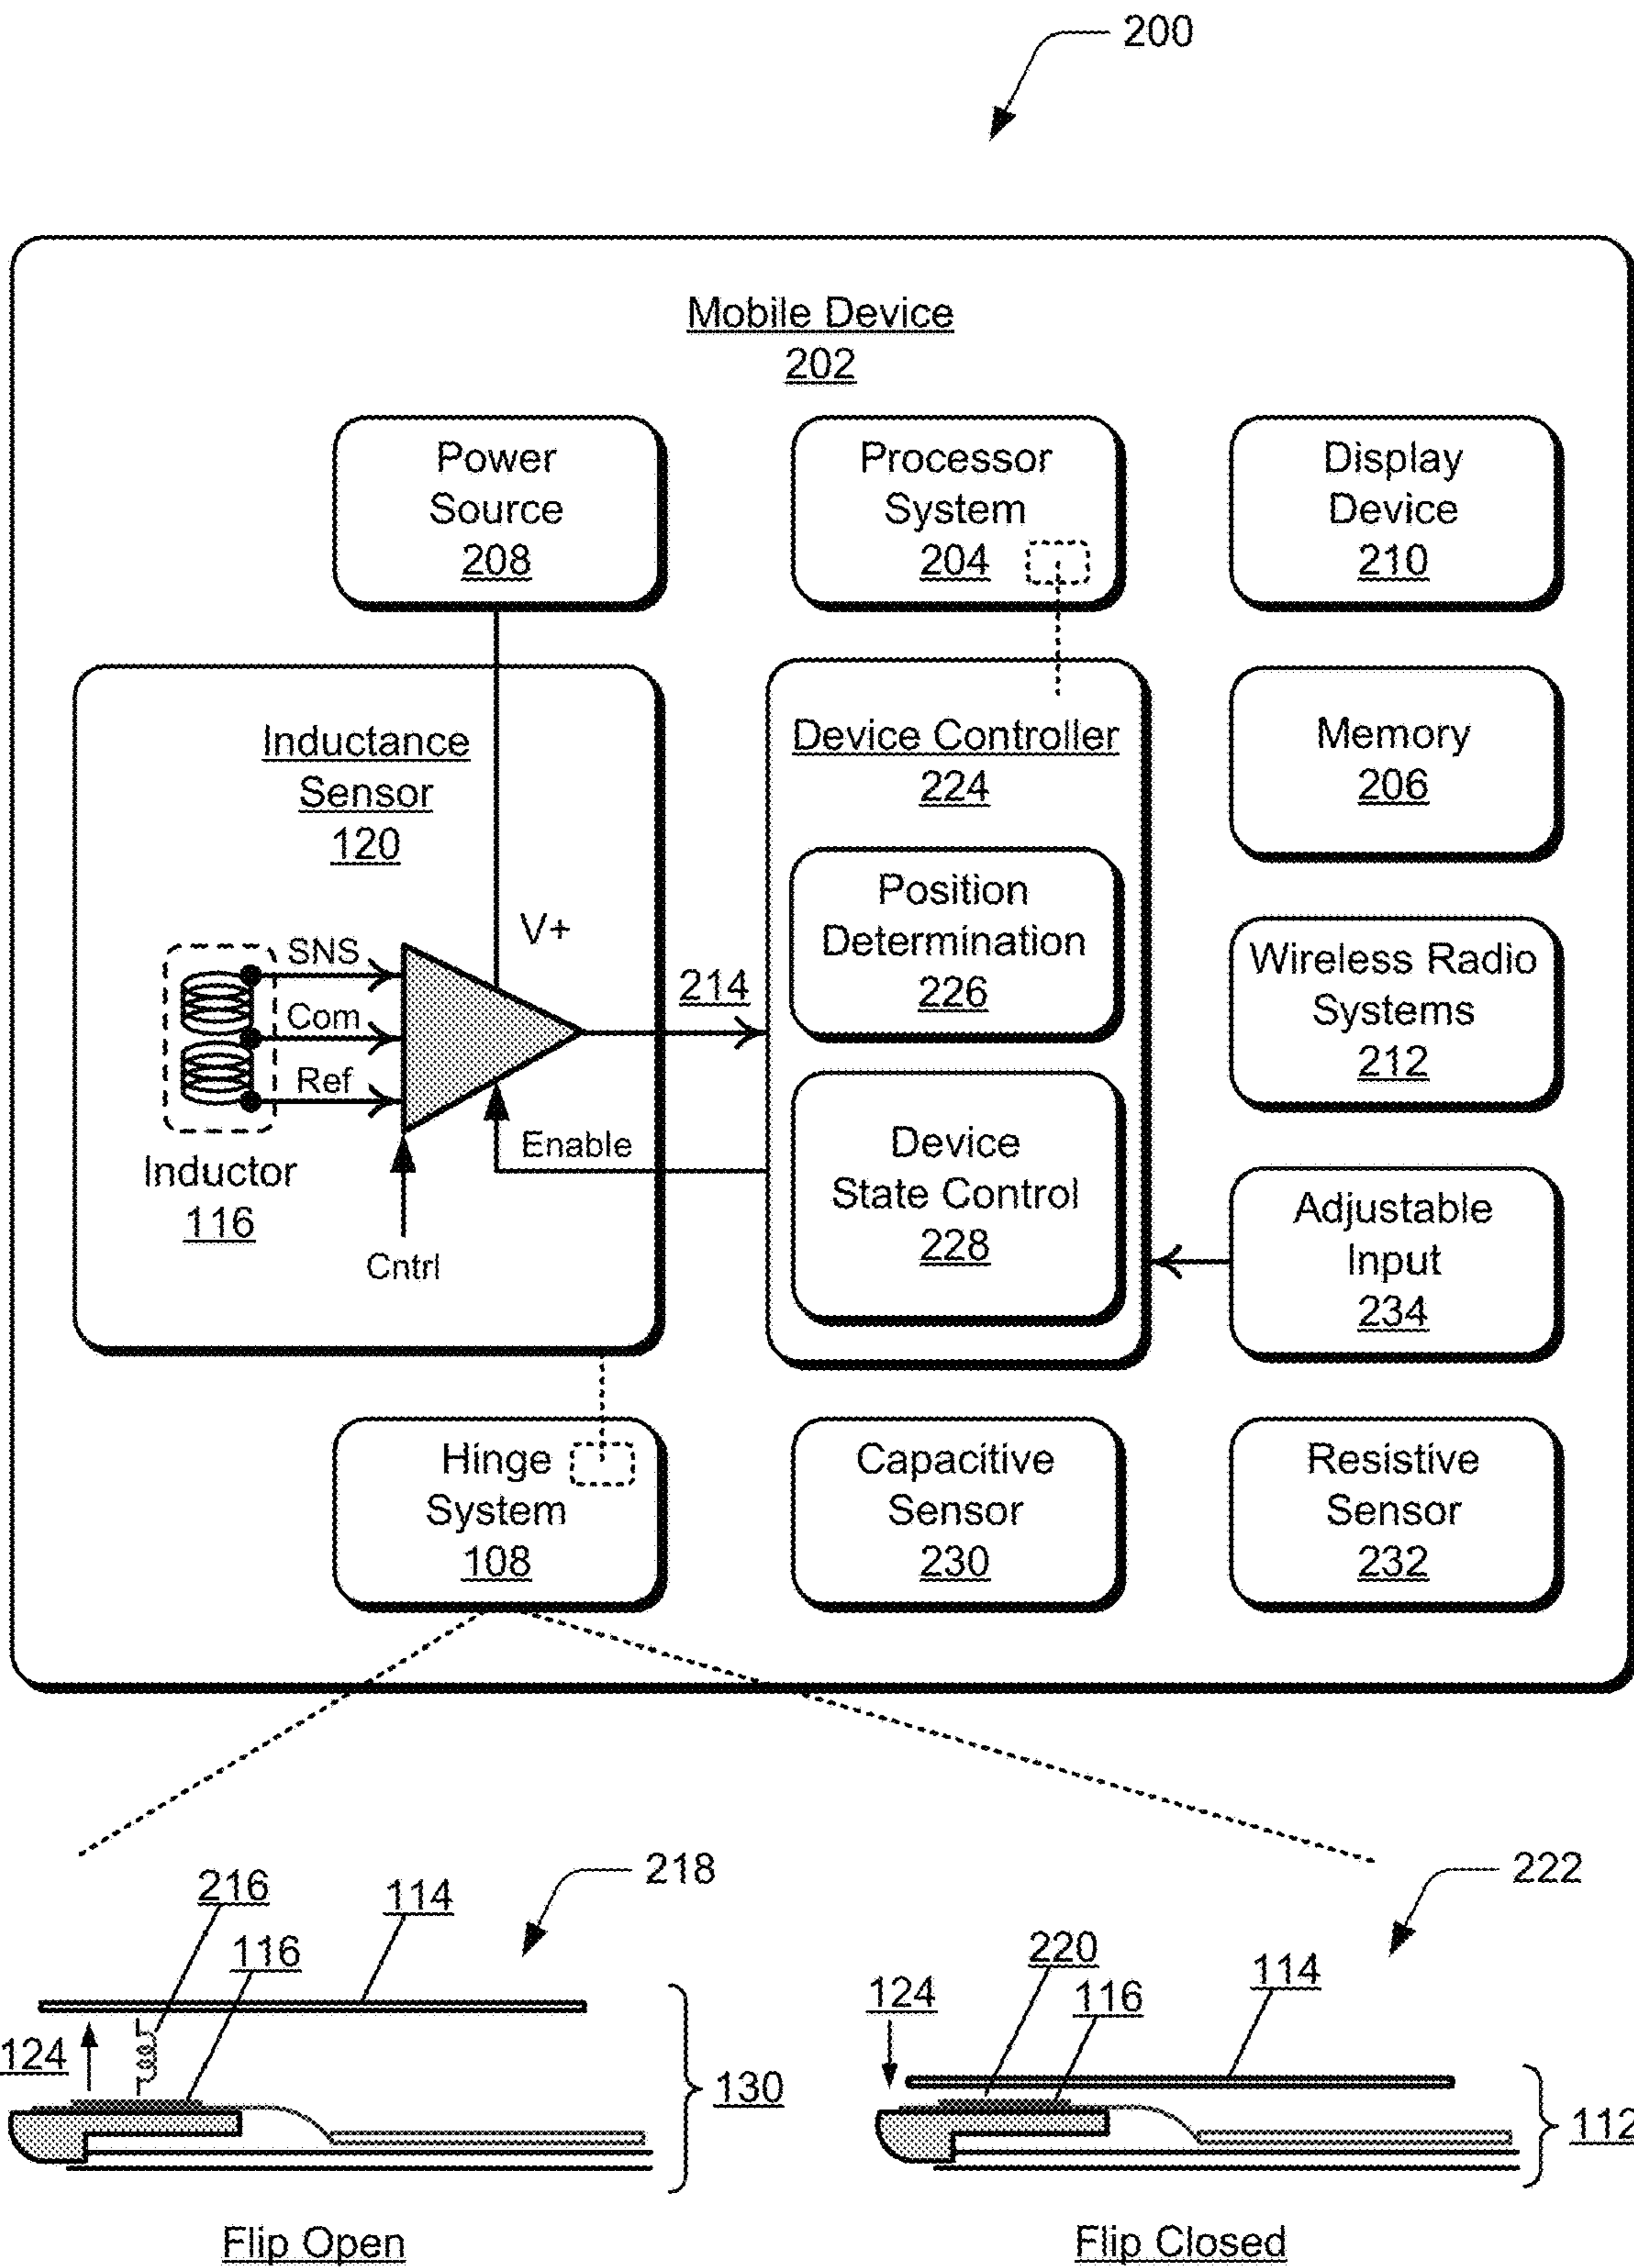 200
Mobile Device
202
Power
Source
208
Processor
System
204
Display
Device
210
Inductance
Sensor
120
V+
SNS
Com
Ref
Inductor
116
Cntrl
Enable
214
Device Controller
224
Position
Determination
226
Device
State Control
228
Memory
206
Wireless Radio
Systems
212
Adjustable
Input
234
Hinge
System
108
Capacitive
Sensor
230
Resistive
Sensor
232
218
216
114
116
124
130
Flip Open
222
220
114
124
116
112
Flip Closed